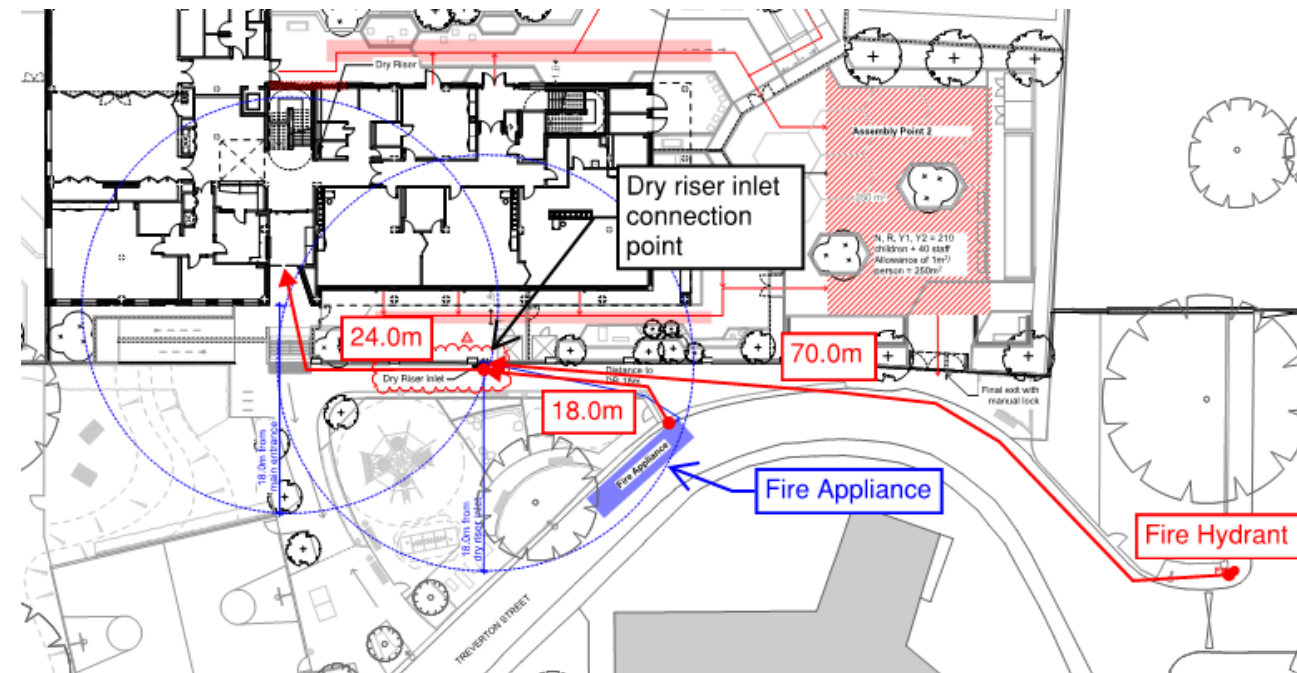 Dry Riser
Assembly Point 2
Dry riser inlet
connection
point
N, R, Y1, Y2 = 210
children + 40 staff
Allowance of 1m²/
person = 250m²
24.0m
70.0m
Dry Riser inlet
Distance to
DR 18m
Final exit with
manual lock
18.0m
Fire Appliance
18.0m from
main entrance
Fire Appliance
18.0m from
dry riser inlet
Fire Hydrant
TREVERTON STREET